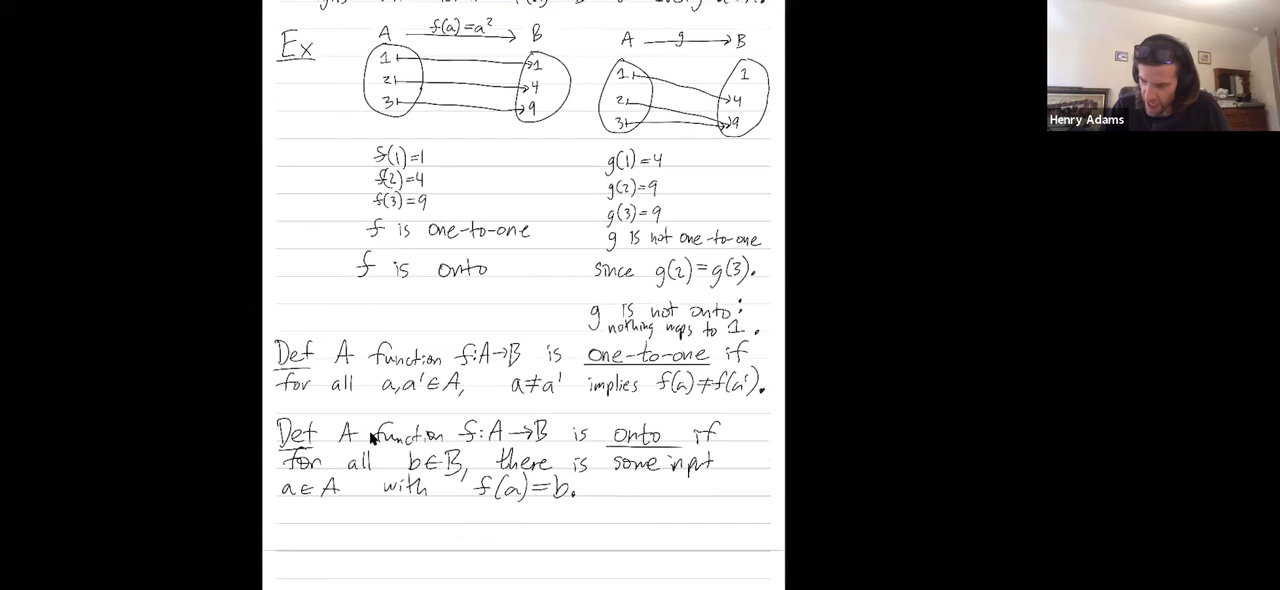 Ex
A f(a)=a² B
1 1
2 4
3 9
A g B
1 1
2 4
3 9
f(1)=1
f(2)=4
f(3)=9
f is one-to-one
f is onto
g(1)=4
g(2)=9
g(3)=9
g is not one-to-one
since g(2)=g(3).
g is not onto:
nothing maps to 1.
Def A function f:A→B is one-to-one if
for all a,a'∈A, a≠a' implies f(a)≠f(a').
Def A function f:A→B is onto if
for all b∈B, there is some input
a∈A with f(a)=b.
Henry Adams